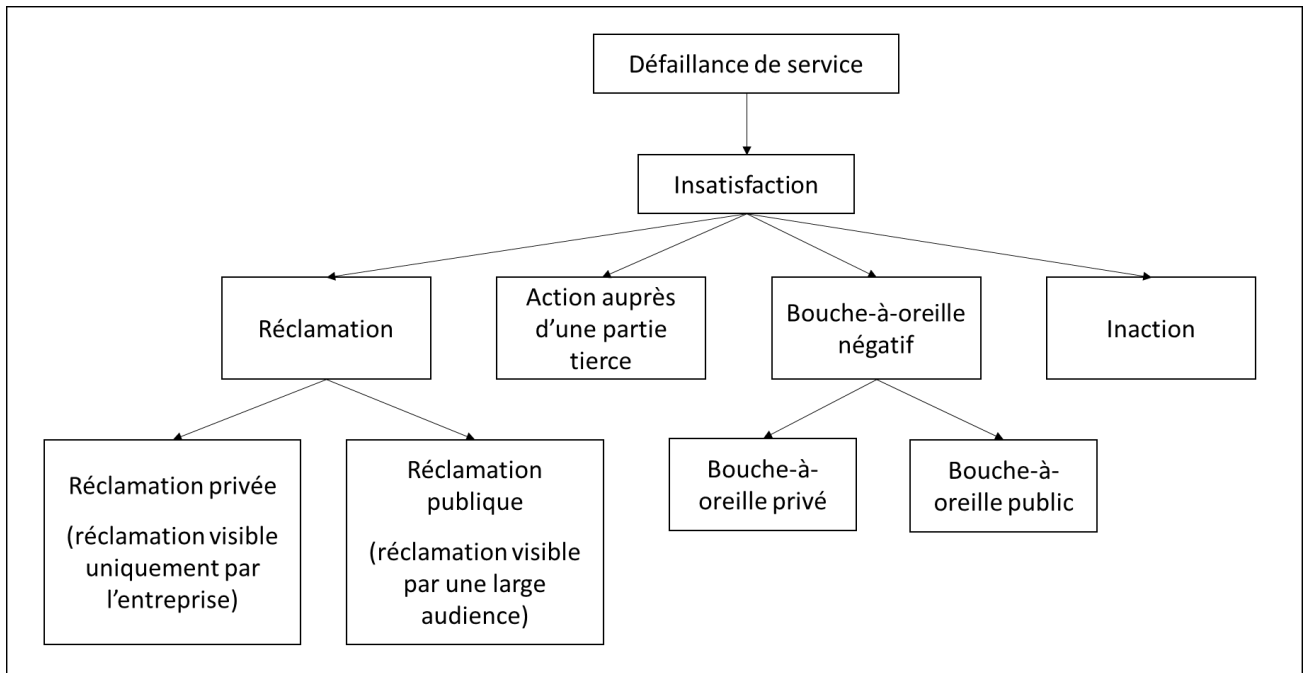 Défaillance de service
Insatisfaction
Réclamation
Action auprès
d’une partie
tierce
Bouche-à-oreille
négatif
Inaction
Réclamation privée
(réclamation visible
uniquement par
l’entreprise)
Réclamation
publique
(réclamation visible
par une large
audience)
Bouche-à-
oreille privé
Bouche-à-
oreille public